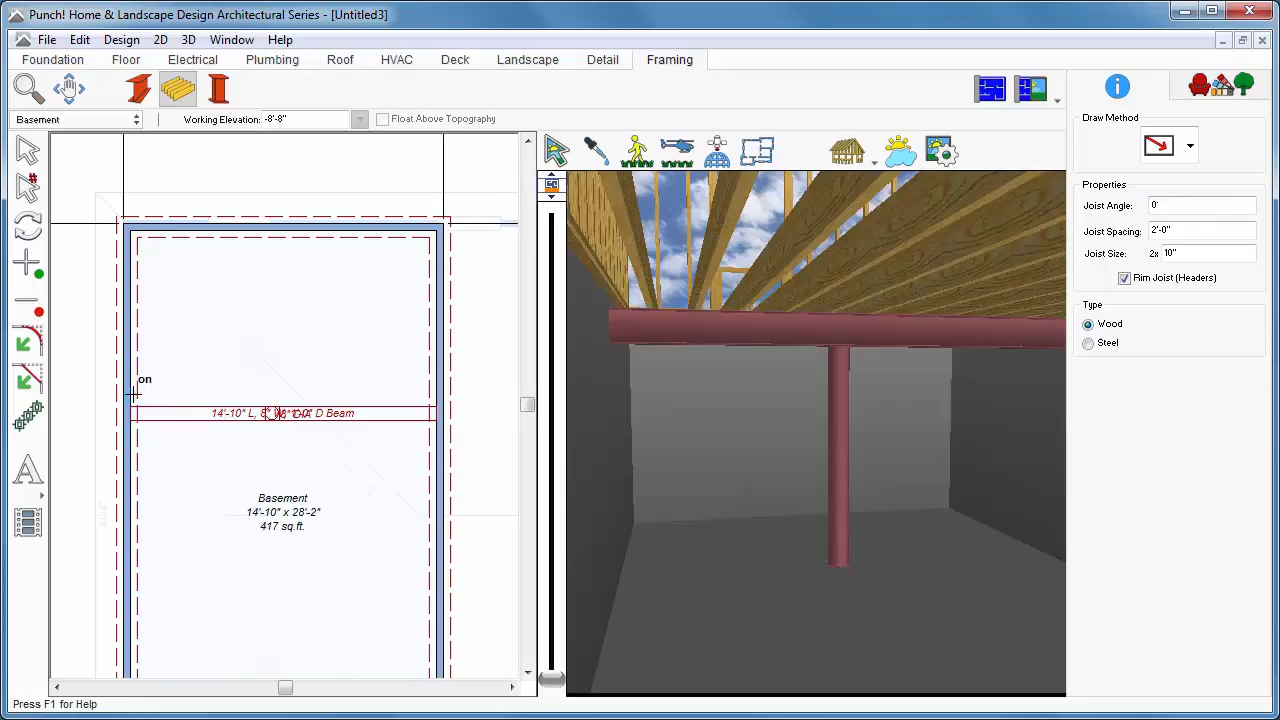 Punch! Home & Landscape Design Architectural Series - [Untitled3]
File Edit Design 2D 3D Window Help
Foundation Floor Electrical Plumbing Roof HVAC Deck Landscape Detail Framing
Basement Working Elevation: -8'-8" Float Above Topography
Draw Method
Properties
Joist Angle: 0°
Joist Spacing: 2'-0"
Joist Size: 2x 10"
Rim Joist (Headers)
Type
Wood
Steel
on
14'-10" L, 8" D Beam
Basement
14'-10" x 28'-2"
417 sq.ft.
Press F1 for Help